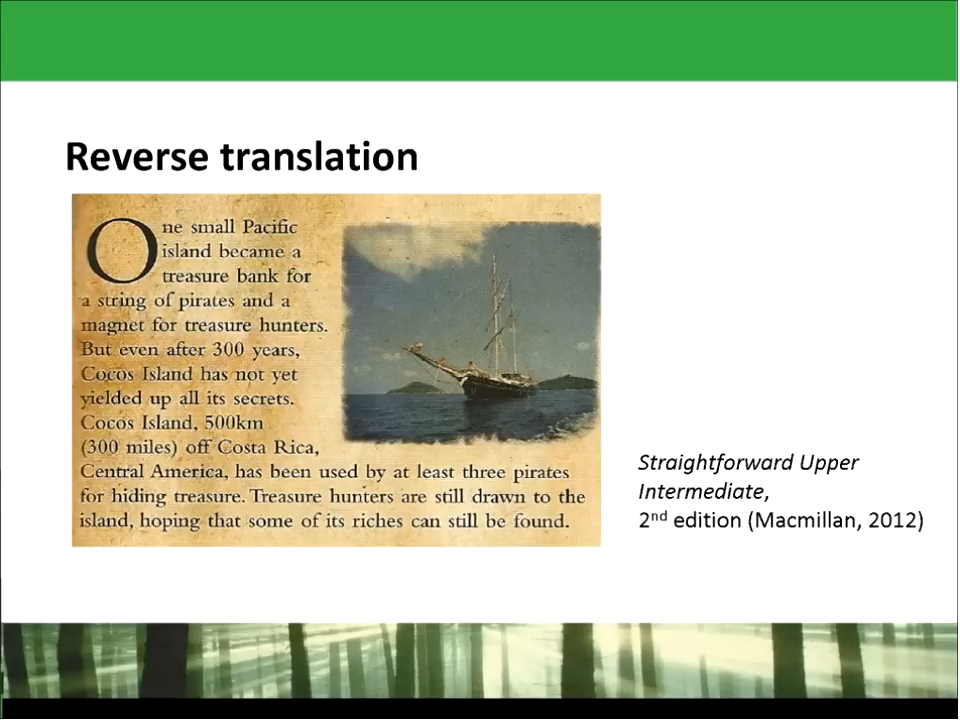 Reverse translation
One small Pacific
island became a
treasure bank for
a string of pirates and a
magnet for treasure hunters.
But even after 300 years,
Cocos Island has not yet
yielded up all its secrets.
Cocos Island, 500km
(300 miles) off Costa Rica,
Central America, has been used by at least three pirates
for hiding treasure. Treasure hunters are still drawn to the
island, hoping that some of its riches can still be found.
Straightforward Upper
Intermediate,
2nd edition (Macmillan, 2012)